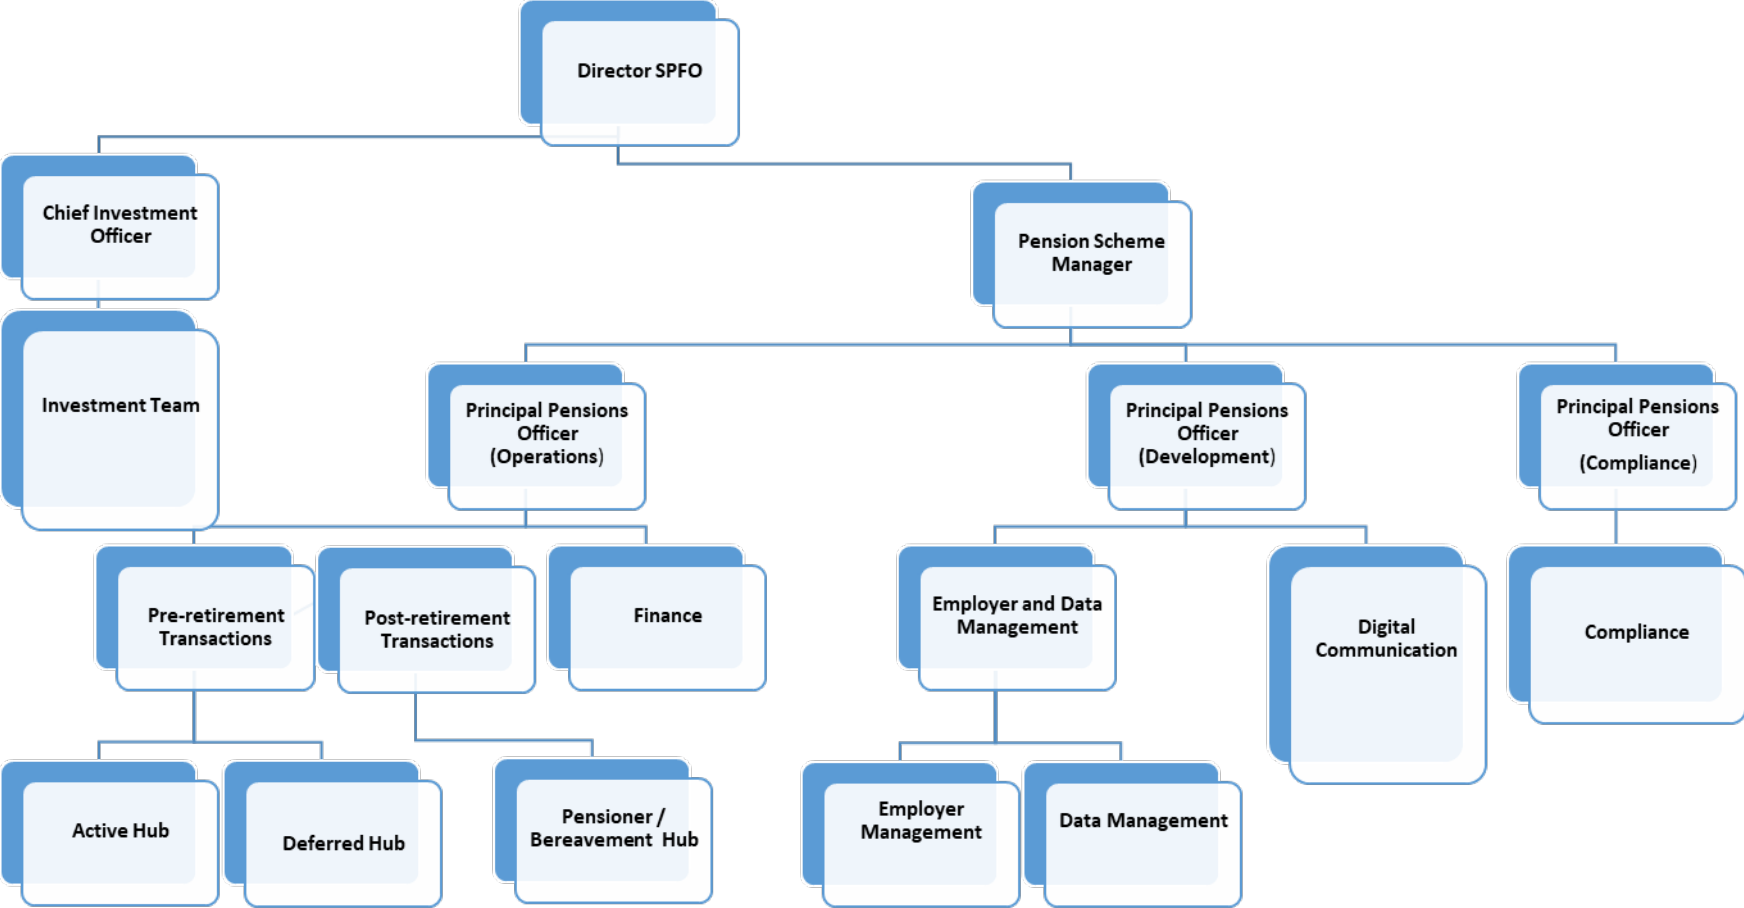 Director SPFO
Chief Investment
Officer
Pension Scheme
Manager
Investment Team
Principal Pensions
Officer
(Operations)
Principal Pensions
Officer
(Development)
Principal Pensions
Officer
(Compliance)
Pre-retirement
Transactions
Post-retirement
Transactions
Finance
Employer and Data
Management
Digital
Communication
Compliance
Active Hub
Deferred Hub
Pensioner /
Bereavement Hub
Employer
Management
Data Management